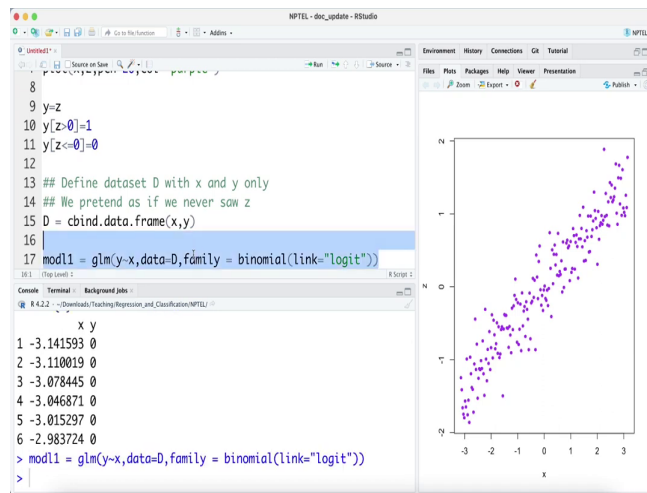 NPTEL - doc_update - RStudio
Go to file/function
Addins
NPTEL
Untitled1*
Source on Save
Run
Source
8
9 y=z
10 y[z>0]=1
11 y[z<=0]=0
12
13 ## Define dataset D with x and y only
14 ## We pretend as if we never saw z
15 D = cbind.data.frame(x,y)
16
17 modl1 = glm(y~x,data=D,family = binomial(link="logit"))
16:1 (Top Level) R Script
Console Terminal Background Jobs
R 4.2.2 · ~/Downloads/Teaching/Regression_and_Classification/NPTEL/
x y
1 -3.141593 0
2 -3.110019 0
3 -3.078445 0
4 -3.046871 0
5 -3.015297 0
6 -2.983724 0
> modl1 = glm(y~x,data=D,family = binomial(link="logit"))
>
Environment History Connections Git Tutorial
Files Plots Packages Help Viewer Presentation
Zoom Export Publish
2
1
z
0
-1
-2
-3 -2 -1 0 1 2 3
x